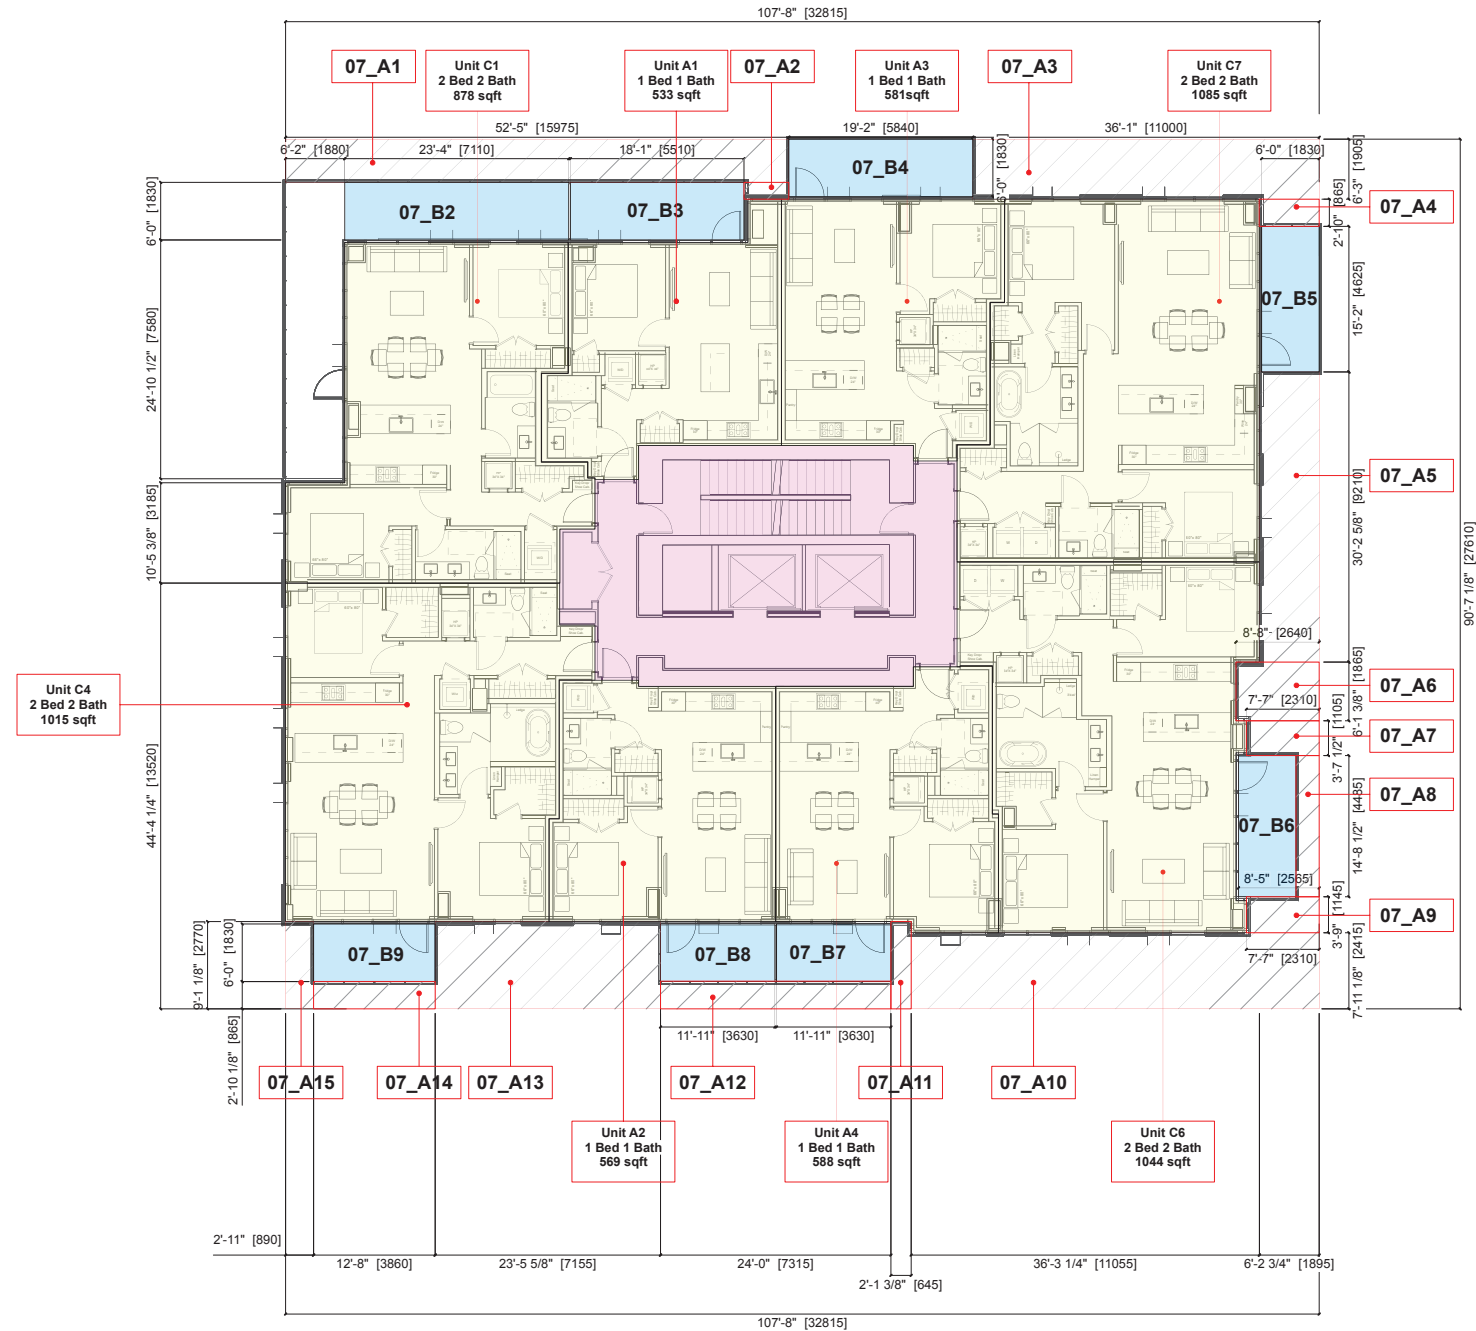 107'-8" [32815]
07_A1
Unit C1
2 Bed 2 Bath
878 sqft
Unit A1
1 Bed 1 Bath
533 sqft
07_A2
Unit A3
1 Bed 1 Bath
581sqft
07_A3
Unit C7
2 Bed 2 Bath
1085 sqft
52'-5" [15975]
19'-2" [5840]
36'-1" [11000]
6'-2" [1880]
23'-4" [7110]
18'-1" [5510]
6'-0" [1830]
6'-0" [1830]
6'-3" [1905]
2'-10" [865]
07_A4
07_B4
07_B2
07_B3
6'-0" [1830]
07_B5
15'-2" [4625]
24'-10 1/2" [7580]
07_A5
30'-2 5/8" [9210]
10'-5 3/8" [3185]
90'-7 1/8" [27610]
8'-8" [2640]
Unit C4
2 Bed 2 Bath
1015 sqft
07_A6
7'-7" [2310]
6'-1 3/8" [1865]
07_A7
3'-7 1/2" [1105]
07_A8
44'-4 1/4" [13520]
07_B6
14'-8 1/2" [4485]
8'-5" [2565]
07_A9
3'-9" [1145]
07_B9
07_B8
07_B7
7'-7" [2310]
7'-11 1/8" [2415]
9'-1 1/8" [2770]
6'-0" [1830]
2'-10 1/8" [865]
11'-11" [3630]
11'-11" [3630]
07_A15
07_A14
07_A13
07_A12
07_A11
07_A10
Unit A2
1 Bed 1 Bath
569 sqft
Unit A4
1 Bed 1 Bath
588 sqft
Unit C6
2 Bed 2 Bath
1044 sqft
2'-11" [890]
12'-8" [3860]
23'-5 5/8" [7155]
24'-0" [7315]
2'-1 3/8" [645]
36'-3 1/4" [11055]
6'-2 3/4" [1895]
107'-8" [32815]